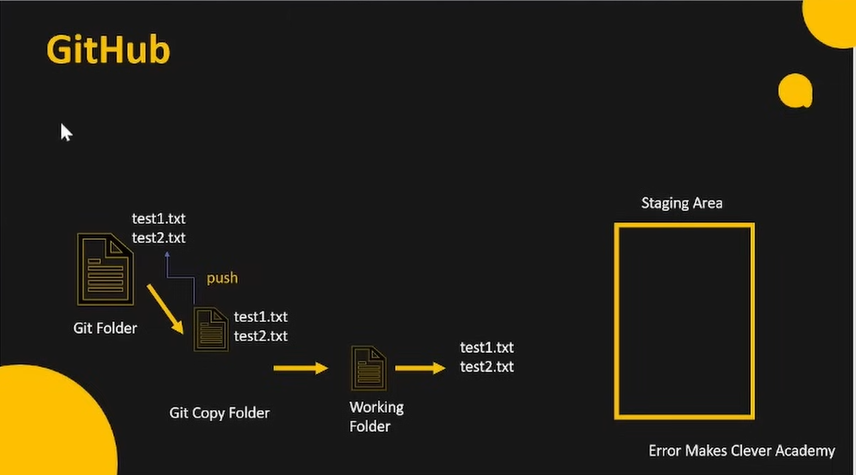 GitHub
Staging Area
test1.txt
test2.txt
push
Git Folder
test1.txt
test2.txt
test1.txt
test2.txt
Git Copy Folder
Working
Folder
Error Makes Clever Academy